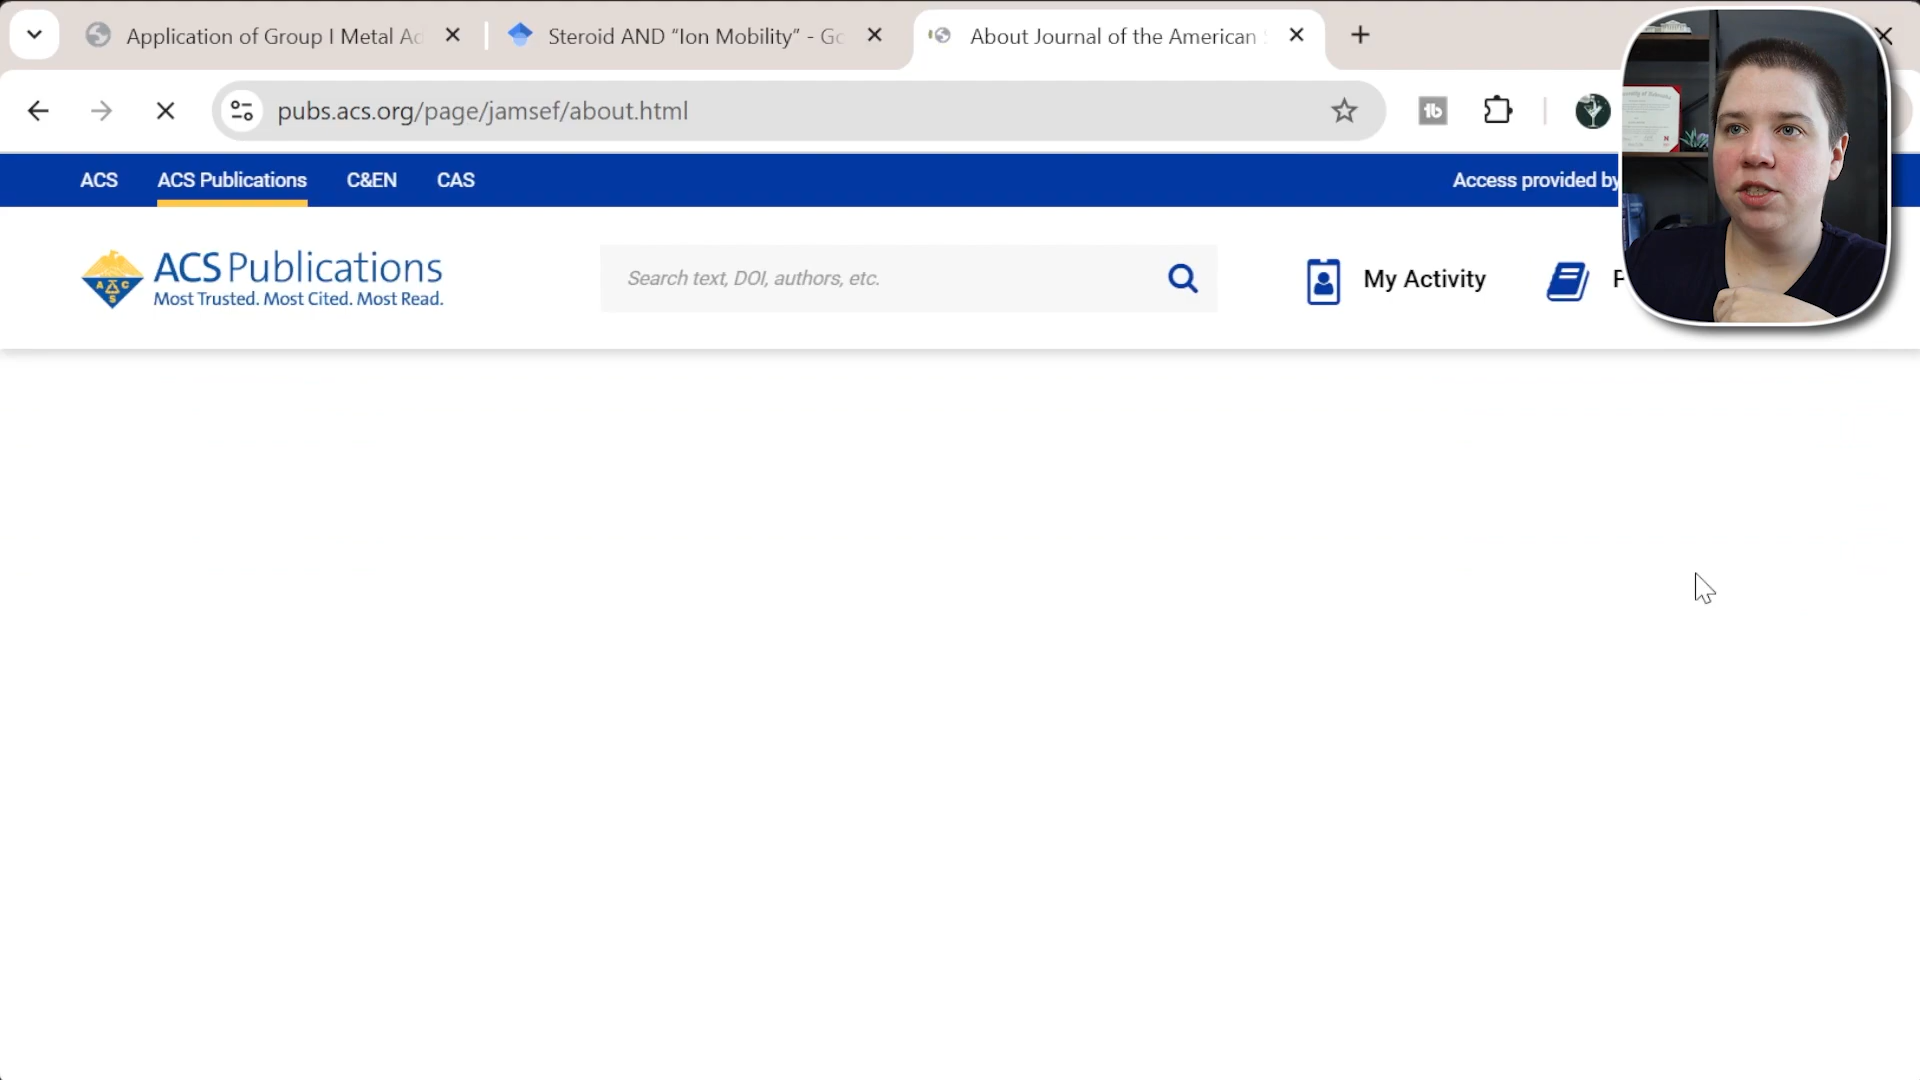 Application of Group I Metal Ad
Steroid AND “Ion Mobility” - Go
About Journal of the American
pubs.acs.org/page/jamsef/about.html
ACS
ACS Publications
C&EN
CAS
Access provided by
ACS Publications
Most Trusted. Most Cited. Most Read.
Search text, DOI, authors, etc.
My Activity